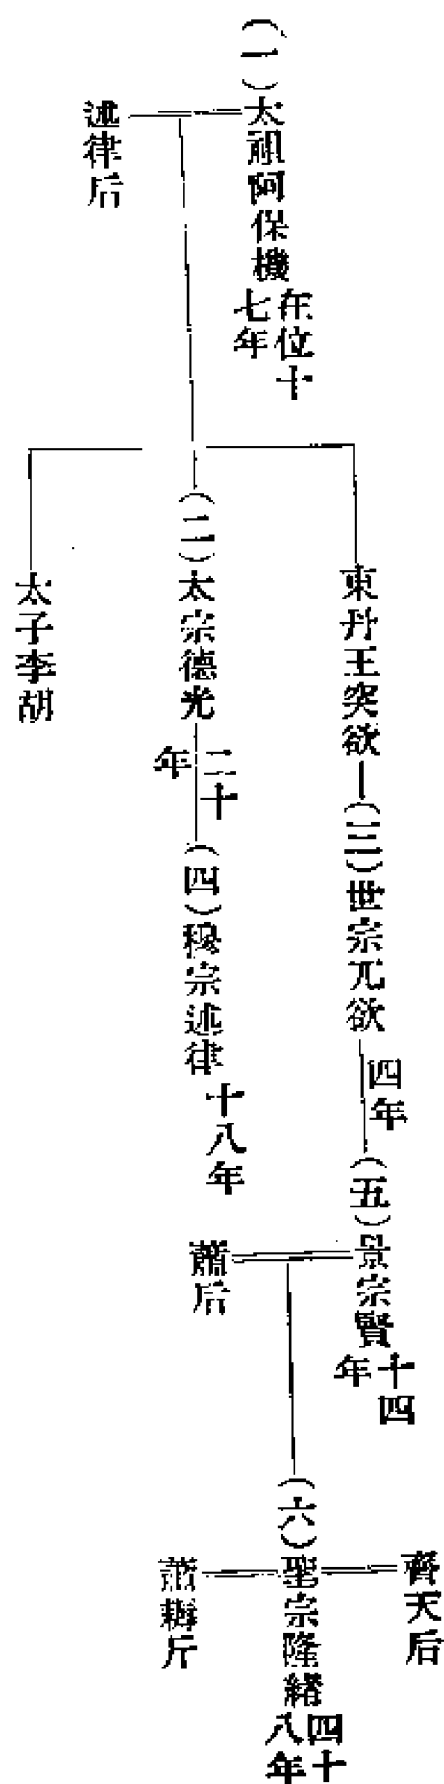 (一)太祖阿保機
在位十
七年
述律后
東丹王突欲
(三)世宗兀欲
四年
(五)景宗賢
十四
年
蕭后
(二)太宗德光
二十
年
(四)穆宗述律
十八年
太子李胡
(六)聖宗隆緒
四十
八年
齊天后
蕭耨斤